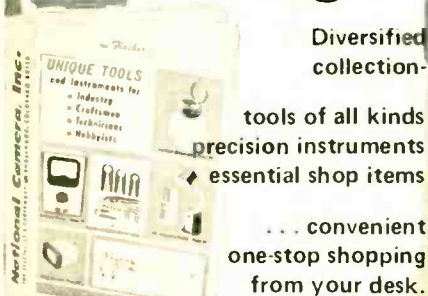 National Camera, Inc.
Flasher
UNIQUE TOOLS
and Instruments for
Industry
Craftsmen
Technicians
Hobbyists
Diversified
collection-
tools of all kinds
precision instruments
essential shop items
... convenient
one-stop shopping
from your desk.